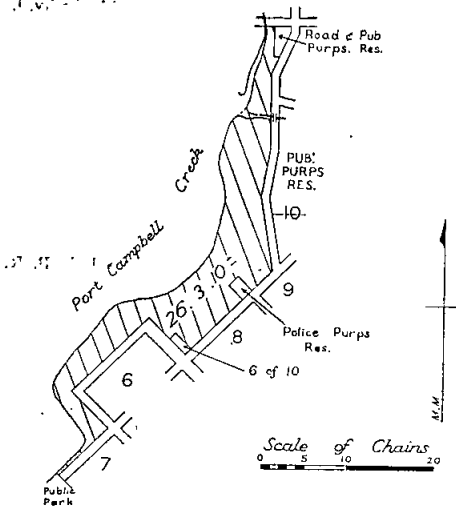 Road & Pub
Purps. Res.
PUB.
PURPS
RES.
10
Port Campbell Creek
26.3.10
9
8
Police Purps
Res.
6 of 10
6
7
Public
Park
M.M.
Scale of Chains
0 5 10 20